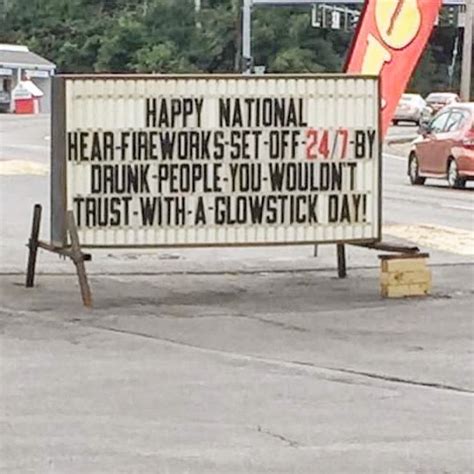 HAPPY NATIONAL
HEAR-FIREWORKS-SET-OFF-24/7-BY
DRUNK-PEOPLE-YOU-WOULDN'T
TRUST-WITH-A-GLOWSTICK DAY!